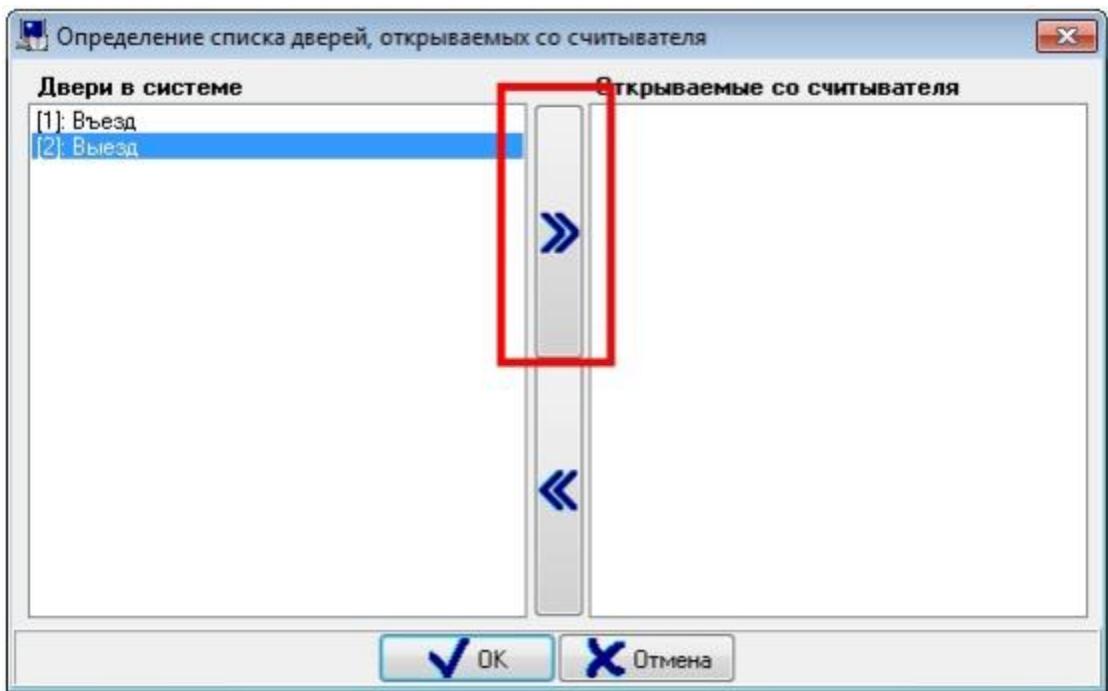 Определение списка дверей, открываемых со считывателя
Двери в системе
Открываемые со считывателя
[1]: Въезд
[2]: Выезд
OK
Отмена